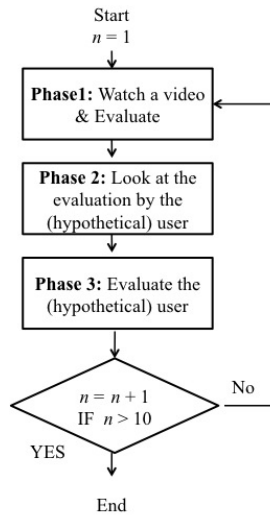 Start
n = 1
Phase1: Watch a video
& Evaluate
Phase 2: Look at the
evaluation by the
(hypothetical) user
Phase 3: Evaluate the
(hypothetical) user
n = n + 1
IF n > 10
No
YES
End